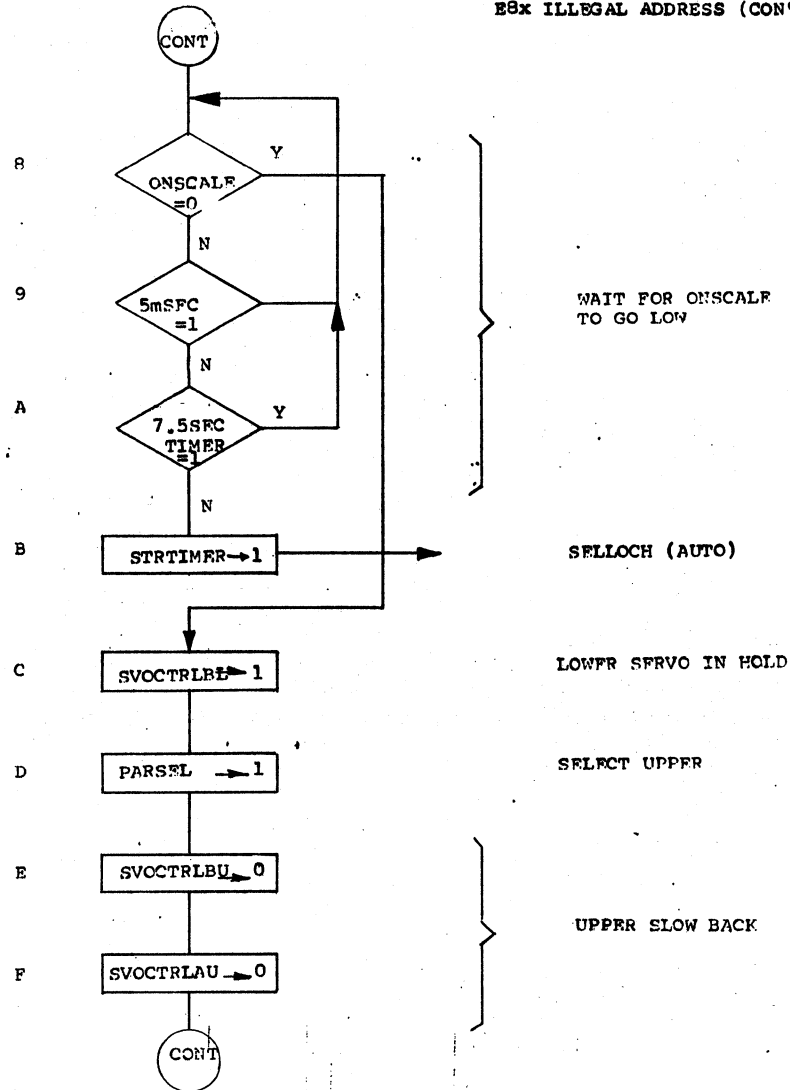 E8x ILLEGAL ADDRESS (CON'
CONT
8
Y
ONSCALE
=0
N
9
5mSEC
=1
WAIT FOR ONSCALE
TO GO LOW
N
A
Y
7.5SEC
TIMER
=1
N
B
STRTIMER→1
SELLOCH (AUTO)
C
SVOCTRLBL→1
LOWER SERVO IN HOLD
D
PARSEL →1
SELECT UPPER
E
SVOCTRLBU→0
UPPER SLOW BACK
F
SVOCTRLAU→0
CONT